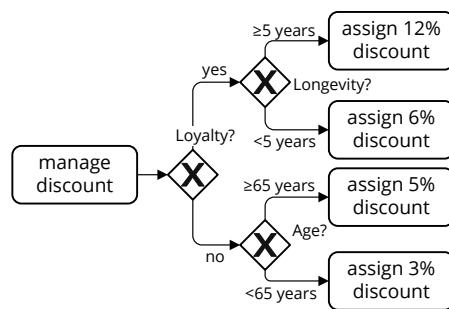 ≥5 years
assign 12%
discount
yes
Longevity?
Loyalty?
<5 years
assign 6%
discount
manage
discount
≥65 years
assign 5%
discount
Age?
no
<65 years
assign 3%
discount